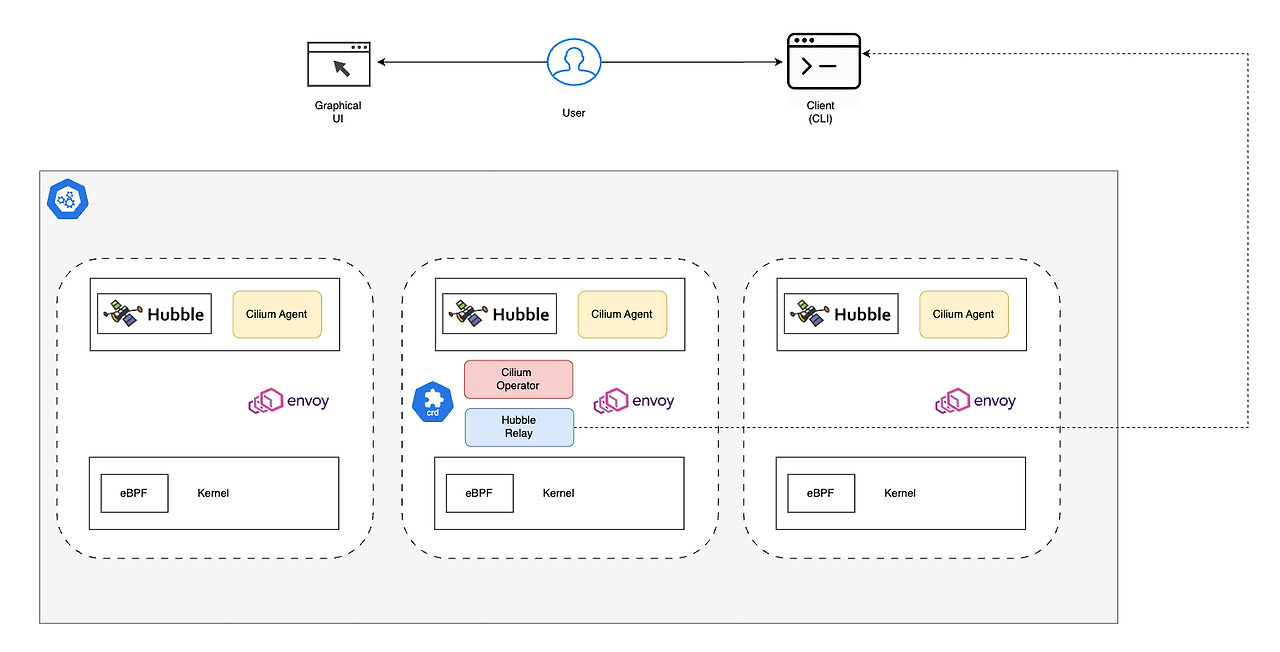 Graphical
UI
User
Client
(CLI)
Hubble
Cilium Agent
envoy
eBPF
Kernel
Hubble
Cilium Agent
Cilium
Operator
crd
envoy
Hubble
Relay
eBPF
Kernel
Hubble
Cilium Agent
envoy
eBPF
Kernel